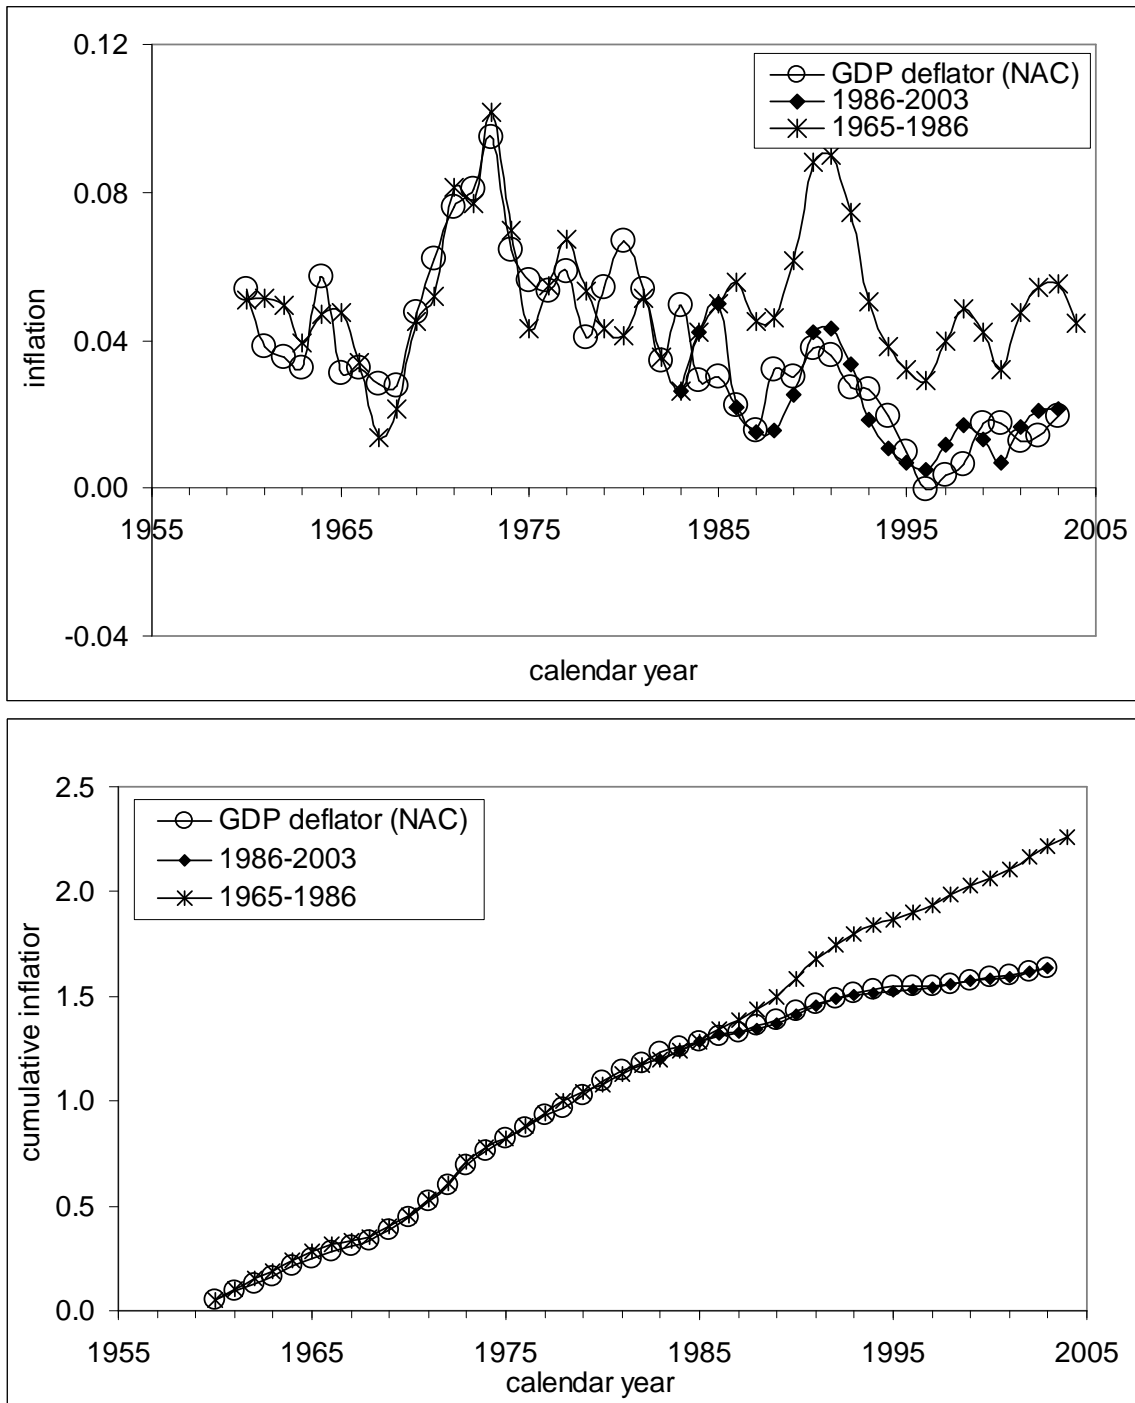 0.12
GDP deflator (NAC)
1986-2003
1965-1986
0.08
0.04
inflation
0.00
1955 1965 1975 1985 1995 2005
-0.04
calendar year
2.5
GDP deflator (NAC)
1986-2003
1965-1986
2.0
1.5
cumulative inflatior
1.0
0.5
0.0
1955 1965 1975 1985 1995 2005
calendar year